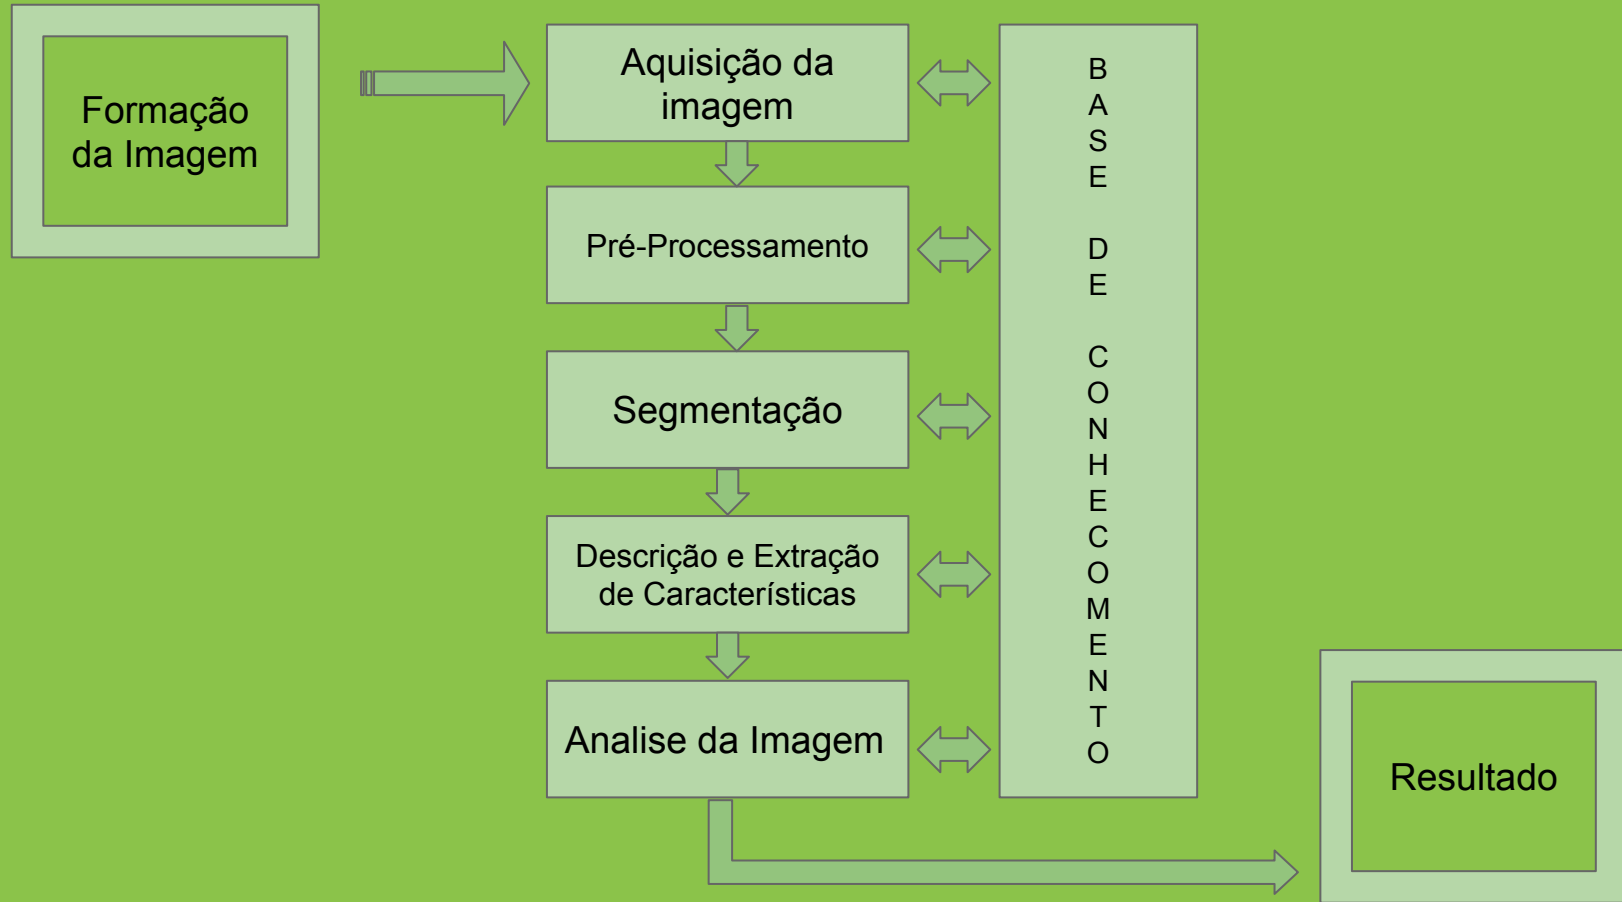 Formação
da Imagem
Aquisição da
imagem
Pré-Processamento
Segmentação
Descrição e Extração
de Características
Analise da Imagem
B
A
S
E
D
E
C
O
N
H
E
C
O
M
E
N
T
O
Resultado